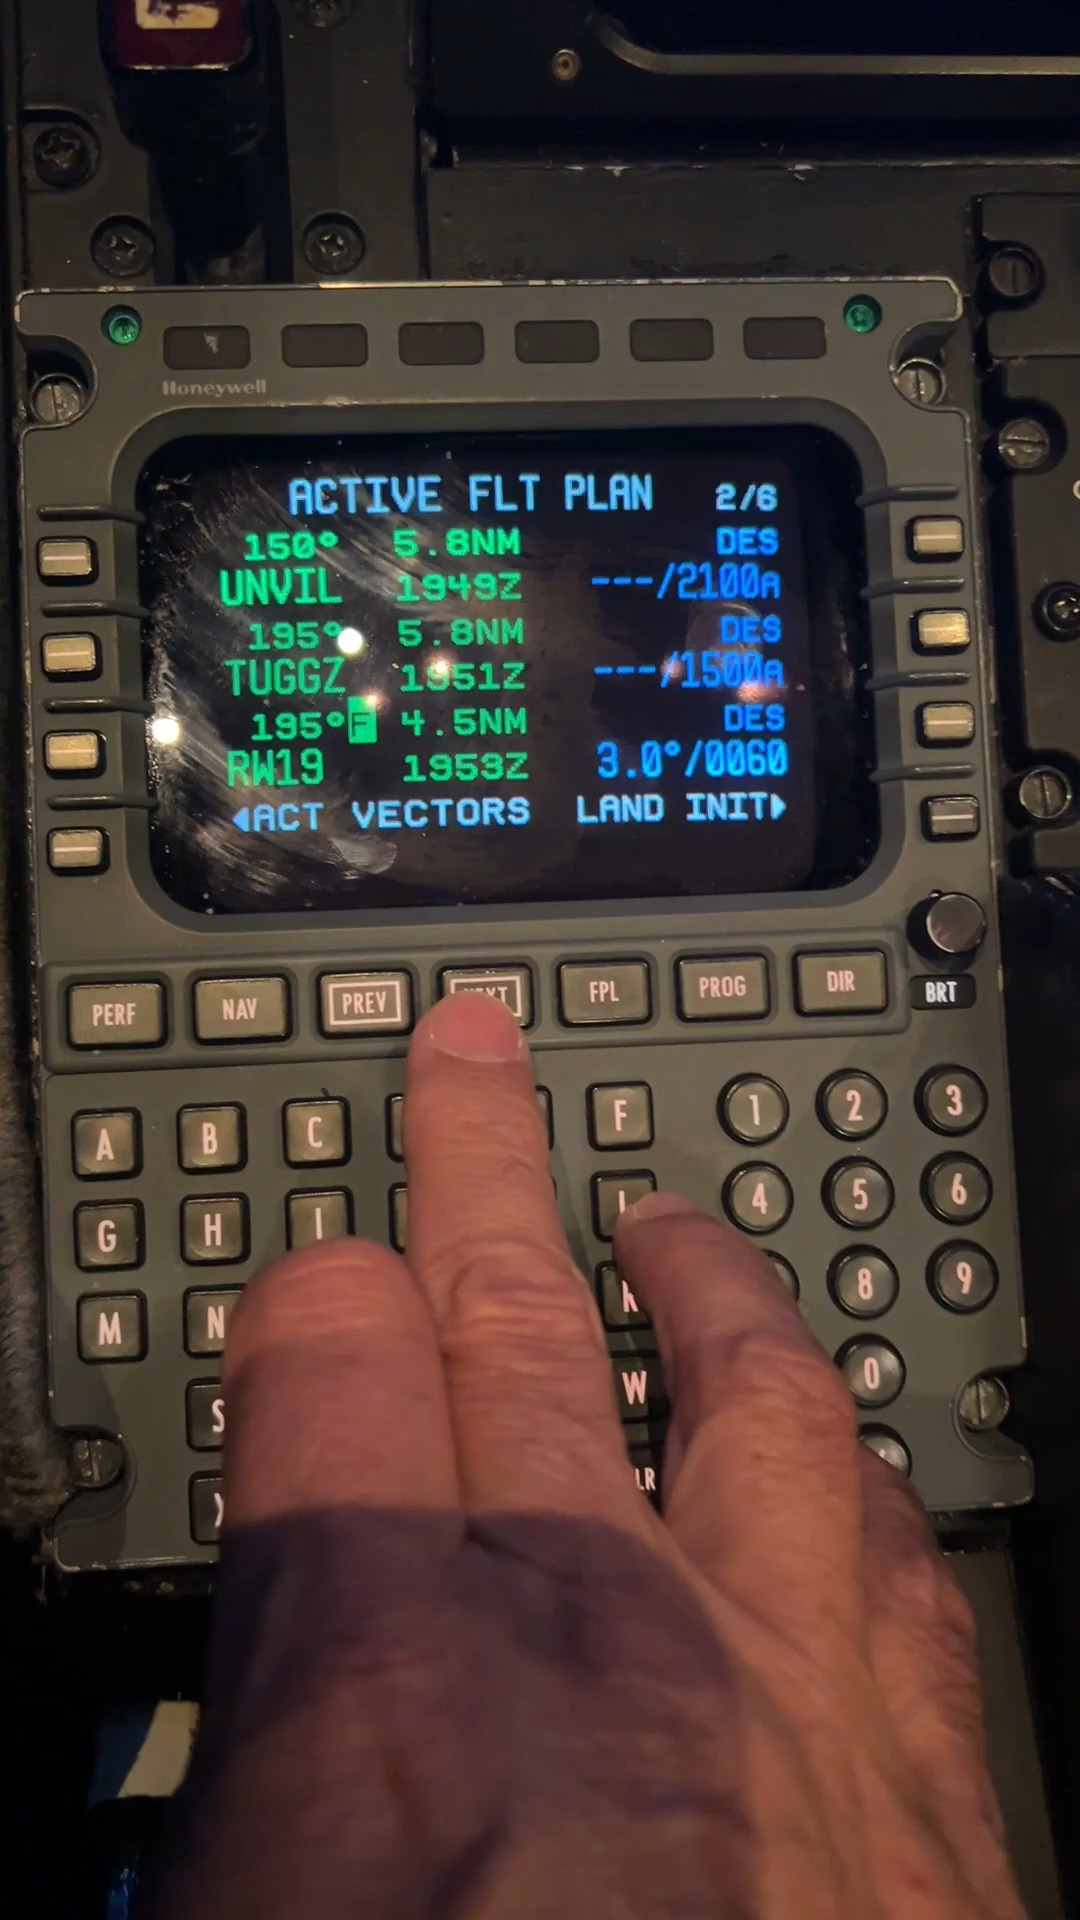 Honeywell
ACTIVE FLT PLAN 2/6
150° 5.8NM DES
UNVIL 1949Z ---/2100A
195° 5.8NM DES
TUGGZ 1951Z ---/1500A
195° F 4.5NM DES
RW19 1953Z 3.0°/0060
◀ACT VECTORS LAND INIT▶
PERF NAV PREV NEXT FPL PROG DIR BRT
A B C F 1 2 3
G H I 4 5 6
M N R 8 9
S W 0